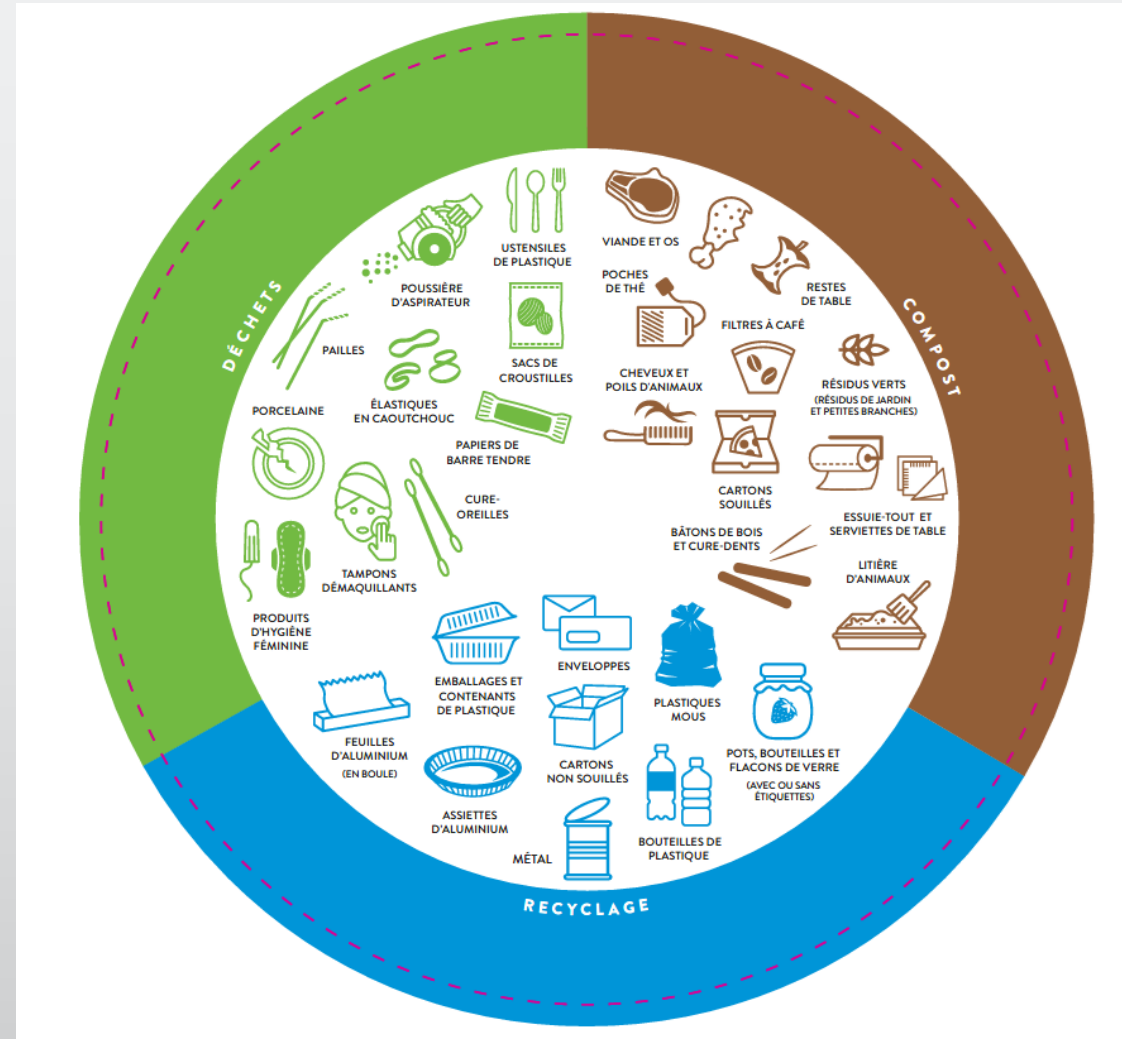 DÉCHETS
USTENSILES
DE PLASTIQUE
POUSSIÈRE
D'ASPIRATEUR
PAILLES
SACS DE
CROUSTILLES
ÉLASTIQUES
EN CAOUTCHOUC
PORCELAINE
PAPIERS DE
BARRE TENDRE
CURE-
OREILLES
TAMPONS
DÉMAQUILLANTS
PRODUITS
D'HYGIÈNE
FÉMININE
COMPOST
VIANDE ET OS
RESTES
DE TABLE
POCHES
DE THÉ
FILTRES À CAFÉ
CHEVEUX ET
POILS D'ANIMAUX
RÉSIDUS VERTS
(RÉSIDUS DE JARDIN
ET PETITES BRANCHES)
CARTONS
SOUILLÉS
ESSUIE-TOUT ET
SERVIETTES DE TABLE
BÂTONS DE BOIS
ET CURE-DENTS
LITIÈRE
D'ANIMAUX
ENVELOPPES
EMBALLAGES ET
CONTENANTS
DE PLASTIQUE
PLASTIQUES
MOUS
FEUILLES
D'ALUMINIUM
(EN BOULE)
CARTONS
NON SOUILLÉS
POTS, BOUTEILLES ET
FLACONS DE VERRE
(AVEC OU SANS
ÉTIQUETTES)
ASSIETTES
D'ALUMINIUM
MÉTAL
BOUTEILLES DE
PLASTIQUE
RECYCLAGE